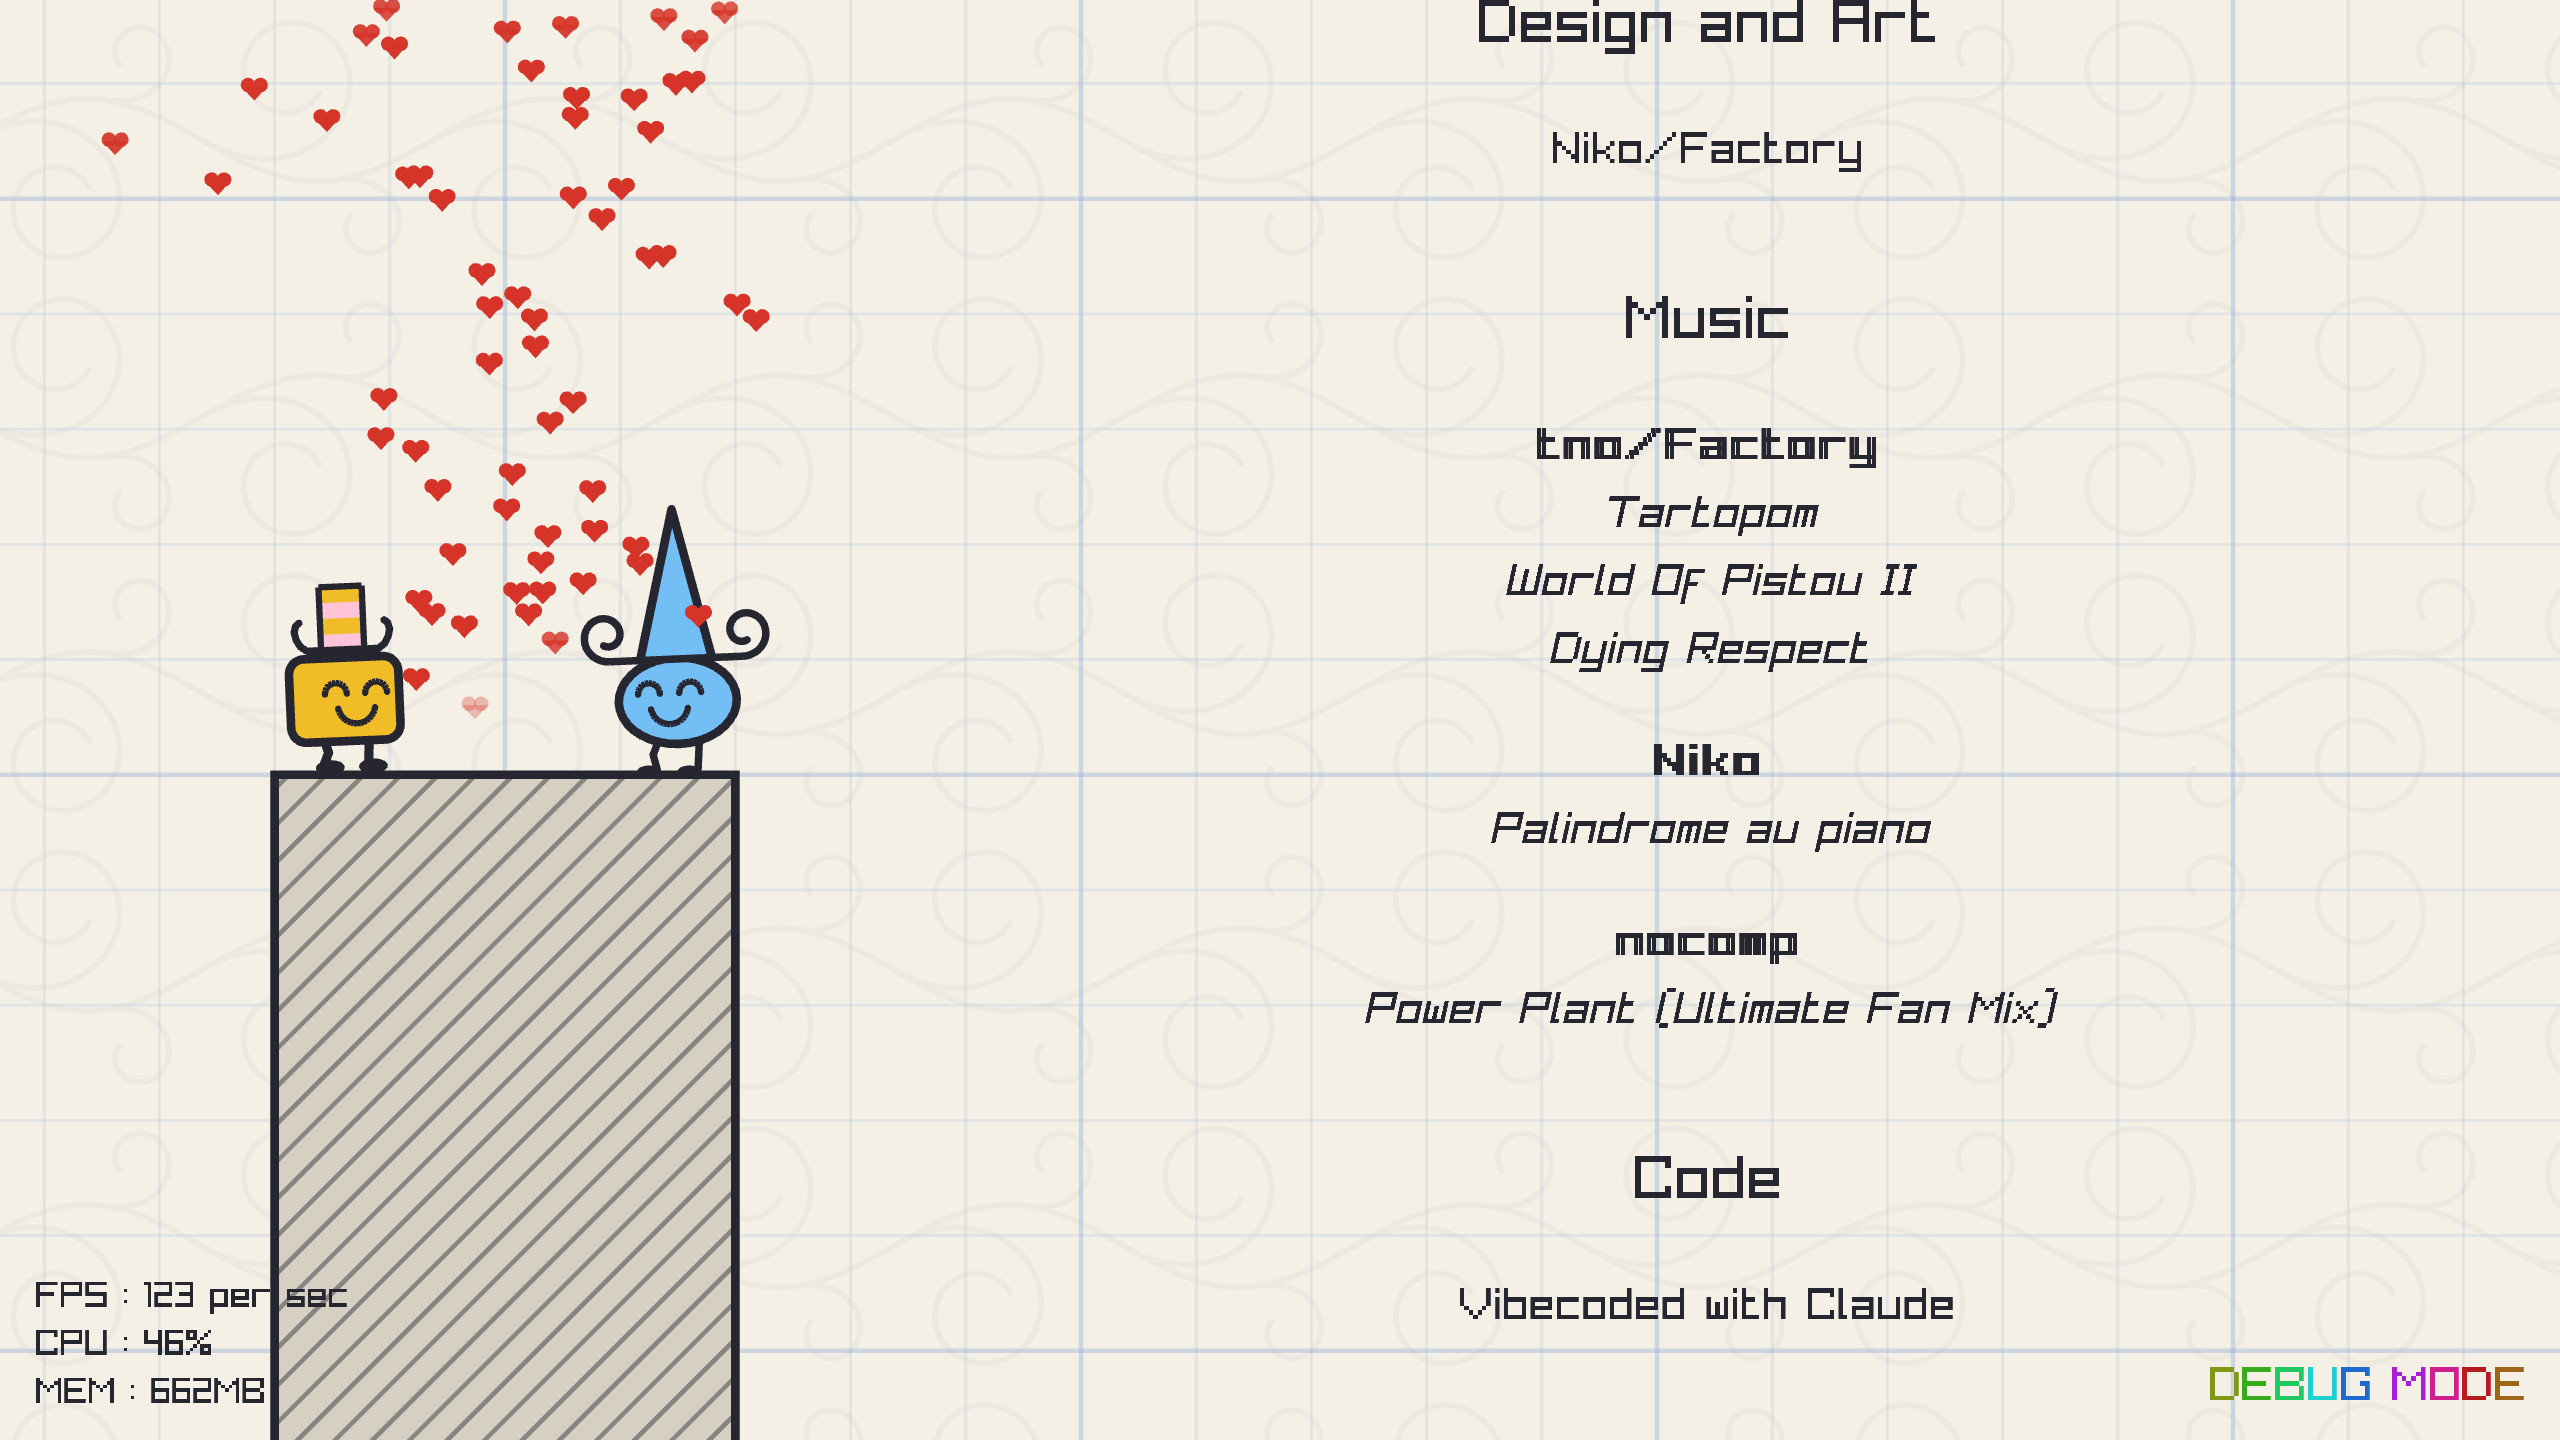 Design and Art
Niko/Factory
Music
tmo/Factory
Tartopom
World Of Pistou II
Dying Respect
Niko
Palindrome au piano
nocomp
Power Plant (Ultimate Fan Mix)
Code
Vibecoded with Claude
FPS : 123 per sec
CPU : 46%
MEM : 662MB
DEBUG MODE